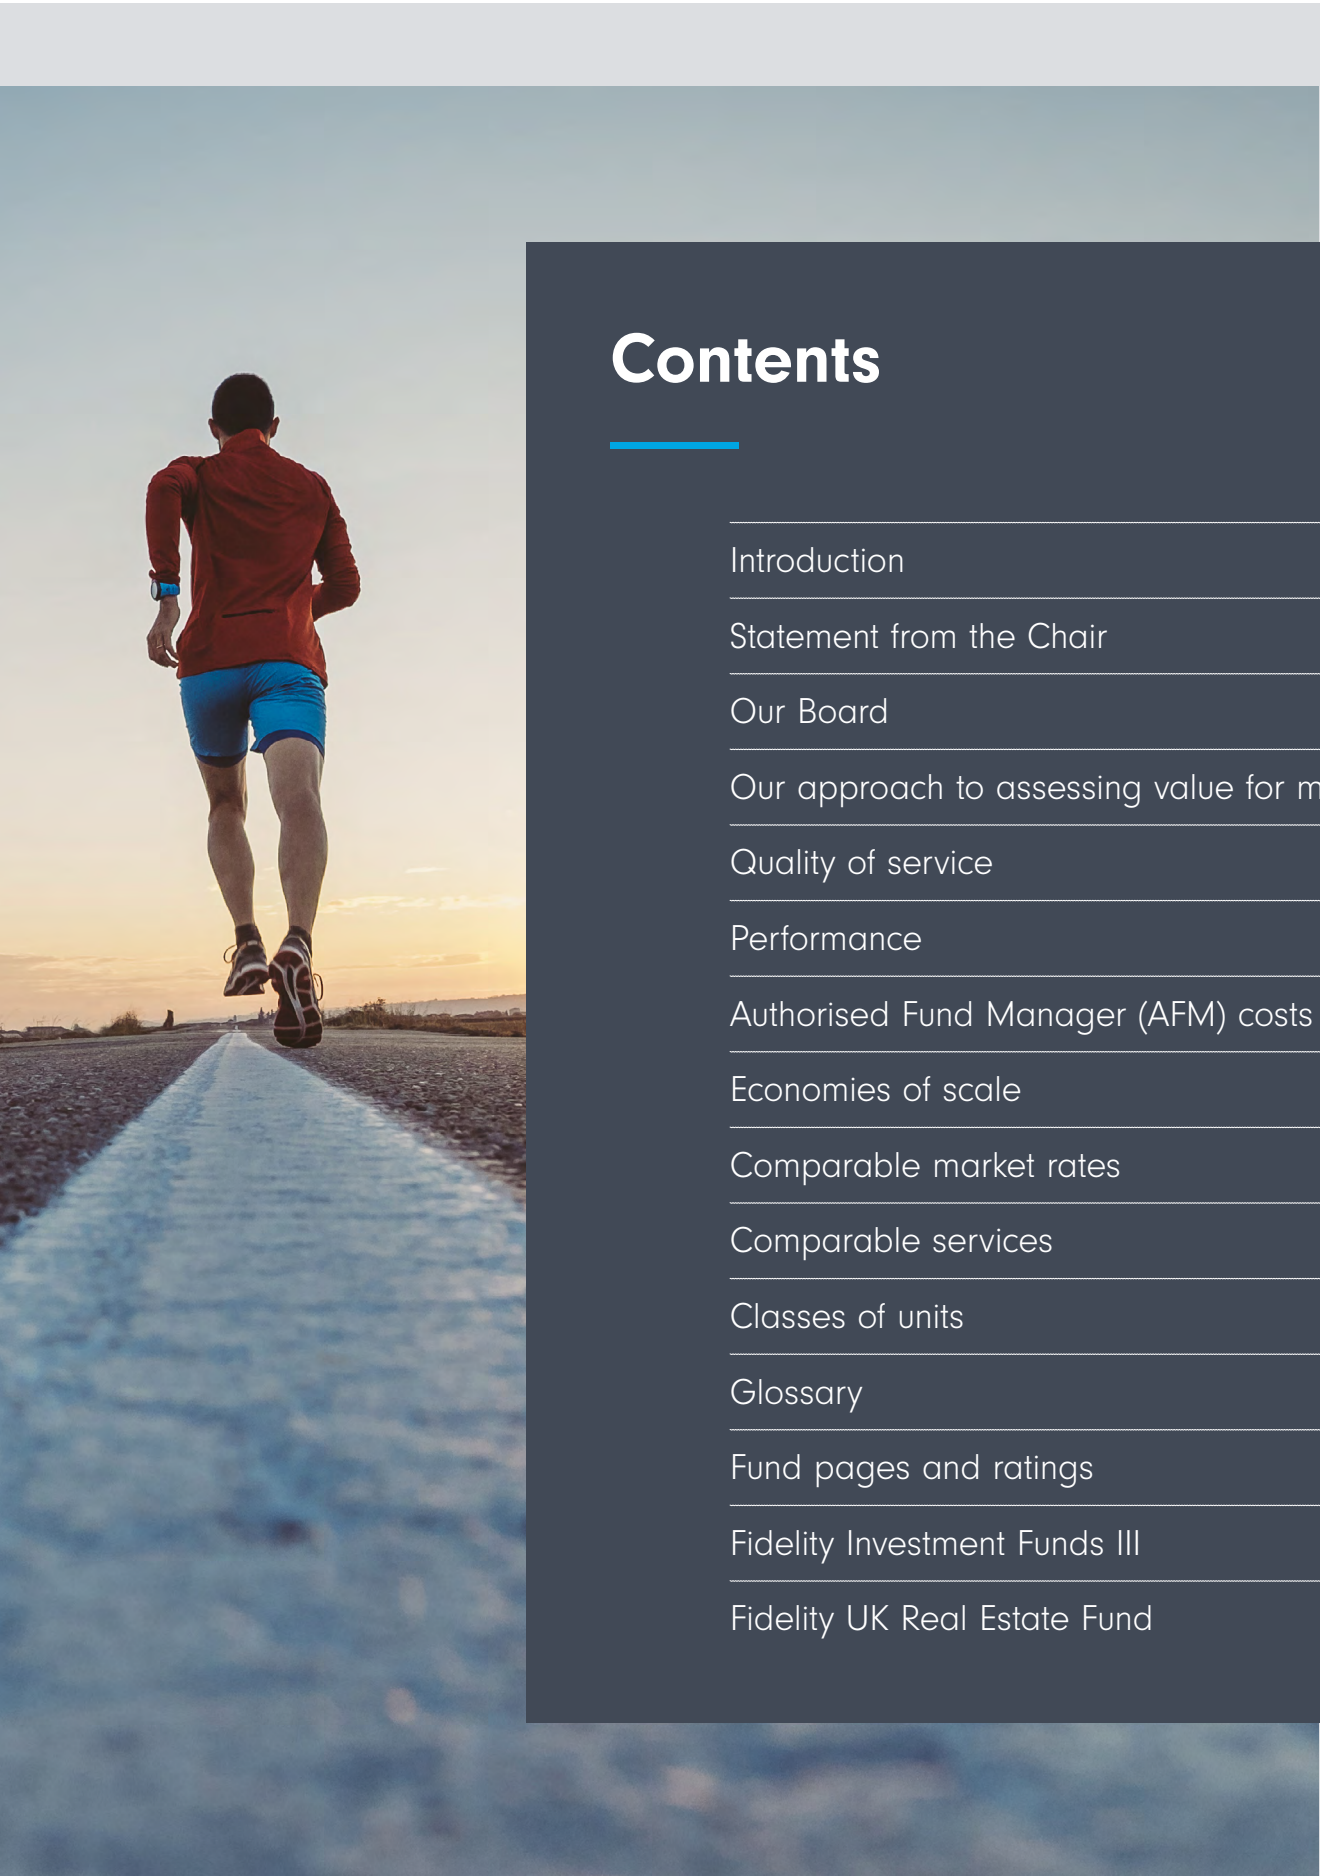 Contents
Introduction
Statement from the Chair
Our Board
Our approach to assessing value for
Quality of service
Performance
Authorised Fund Manager (AFM) costs
Economies of scale
Comparable market rates
Comparable services
Classes of units
Glossary
Fund pages and ratings
Fidelity Investment Funds III
Fidelity UK Real Estate Fund